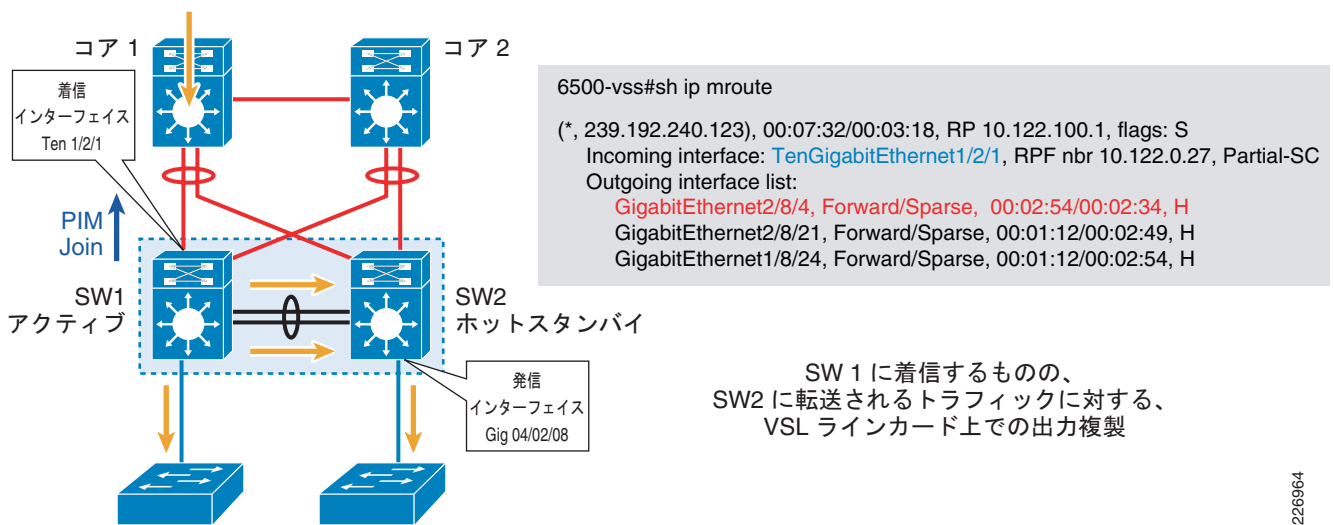 コア 1
コア 2
着信
インターフェイス
Ten 1/2/1
PIM
Join
SW1
アクティブ
SW2
ホットスタンバイ
発信
インターフェイス
Gig 04/02/08
6500-vss#sh ip mroute
(*, 239.192.240.123), 00:07:32/00:03:18, RP 10.122.100.1, flags: S
Incoming interface: TenGigabitEthernet1/2/1, RPF nbr 10.122.0.27, Partial-SC
Outgoing interface list:
GigabitEthernet2/8/4, Forward/Sparse, 00:02:54/00:02:34, H
GigabitEthernet2/8/21, Forward/Sparse, 00:01:12/00:02:49, H
GigabitEthernet1/8/24, Forward/Sparse, 00:01:12/00:02:54, H
SW 1 に着信するものの、
SW2 に転送されるトラフィックに対する、
VSL ラインカード上での出力複製
226964